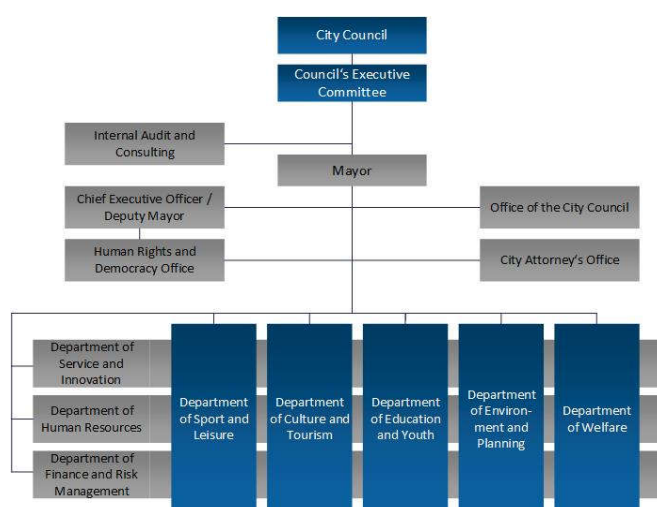 City Council
Council's Executive
Committee
Internal Audit and
Consulting
Mayor
Chief Executive Officer /
Deputy Mayor
Office of the City Council
Human Rights and
Democracy Office
City Attorney's Office
Department of
Service and
Innovation
Department of
Human Resources
Department of
Finance and Risk
Management
Department
of Sport and
Leisure
Department
of Culture and
Tourism
Department
of Education
and Youth
Department
of Environ-
ment and
Planning
Department
of Welfare